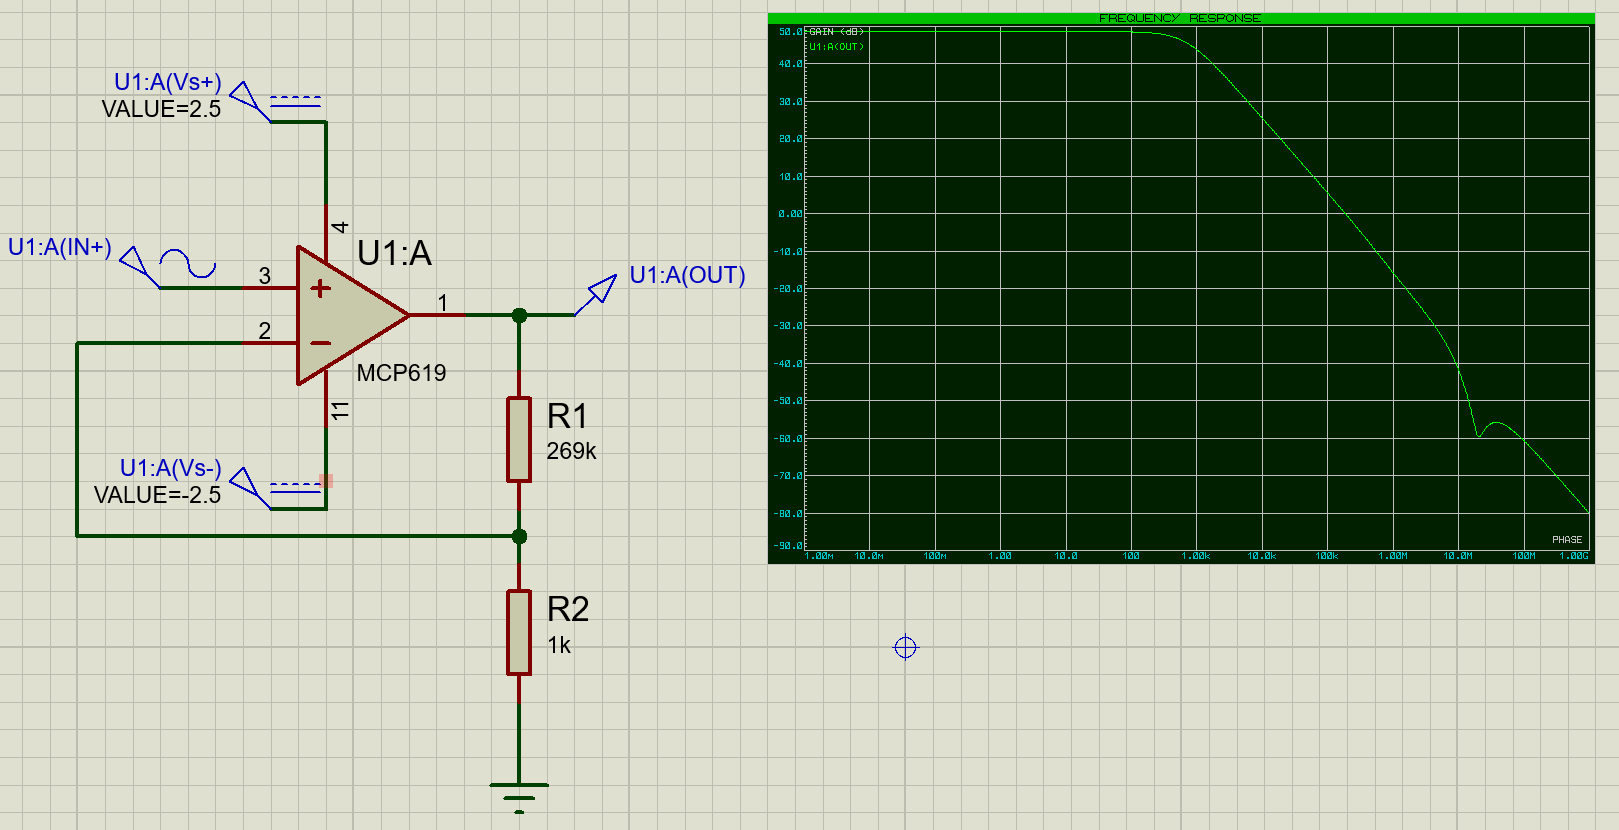 U1:A(Vs+)
VALUE=2.5
4
U1:A(IN+)
3
U1:A
U1:A(OUT)
1
2
MCP619
11
U1:A(Vs-)
VALUE=-2.5
R1
269k
R2
1k
FREQUENCY RESPONSE
50.0
GAIN (dB)
U1:A(OUT)
40.0
30.0
20.0
10.0
0.00
-10.0
-20.0
-30.0
-40.0
-50.0
-60.0
-70.0
-80.0
-90.0
PHASE
1.00m 10.0m 100m 1.00 10.0 100 1.00k 10.0k 100k 1.00M 10.0M 100M 1.00G